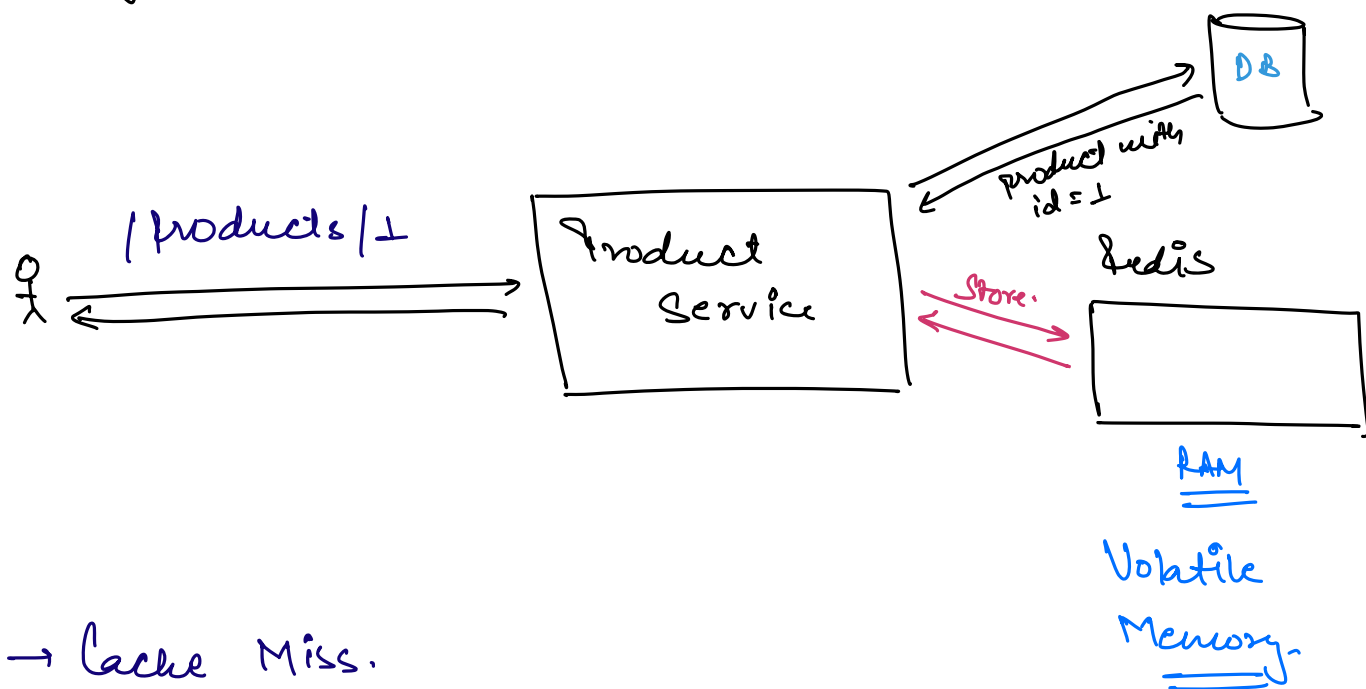 DB
product with
id = 1
/Products/1
Product
Service
Redis
Store.
RAM
Volatile
Memory.
→ Cache Miss.